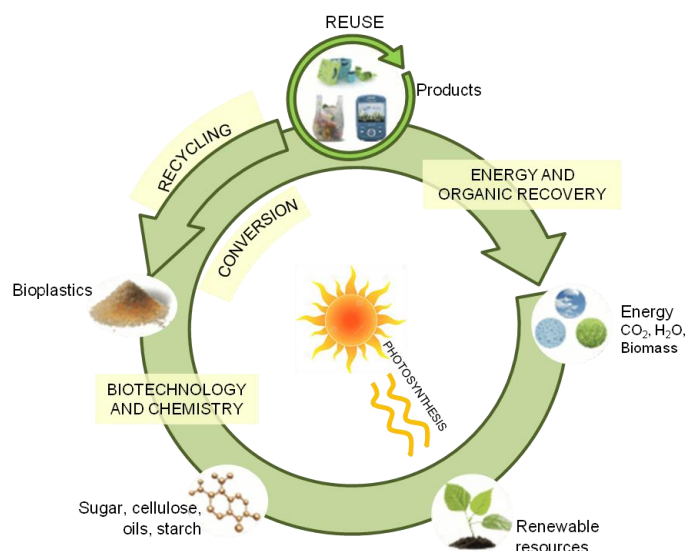 REUSE
Products
RECYCLING
ENERGY AND
ORGANIC RECOVERY
CONVERSION
Bioplastics
Energy
CO₂, H₂O,
Biomass
PHOTOSYNTHESIS
BIOTECHNOLOGY
AND CHEMISTRY
Sugar, cellulose,
oils, starch
Renewable
resources